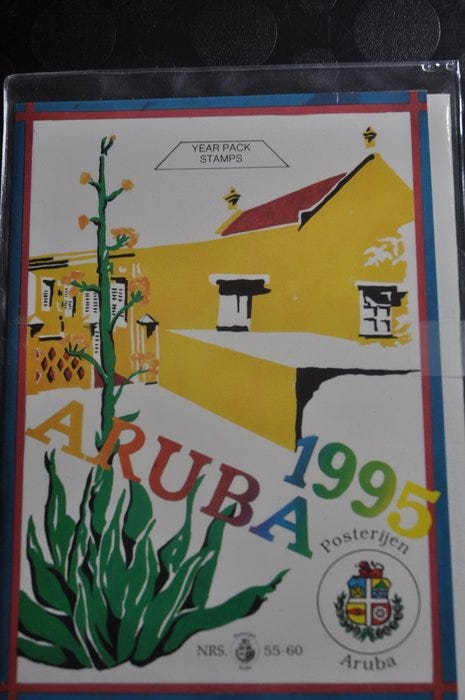 YEAR PACK
STAMPS
ARUBA
1995
Posterijen
Aruba
NRS. 55-60